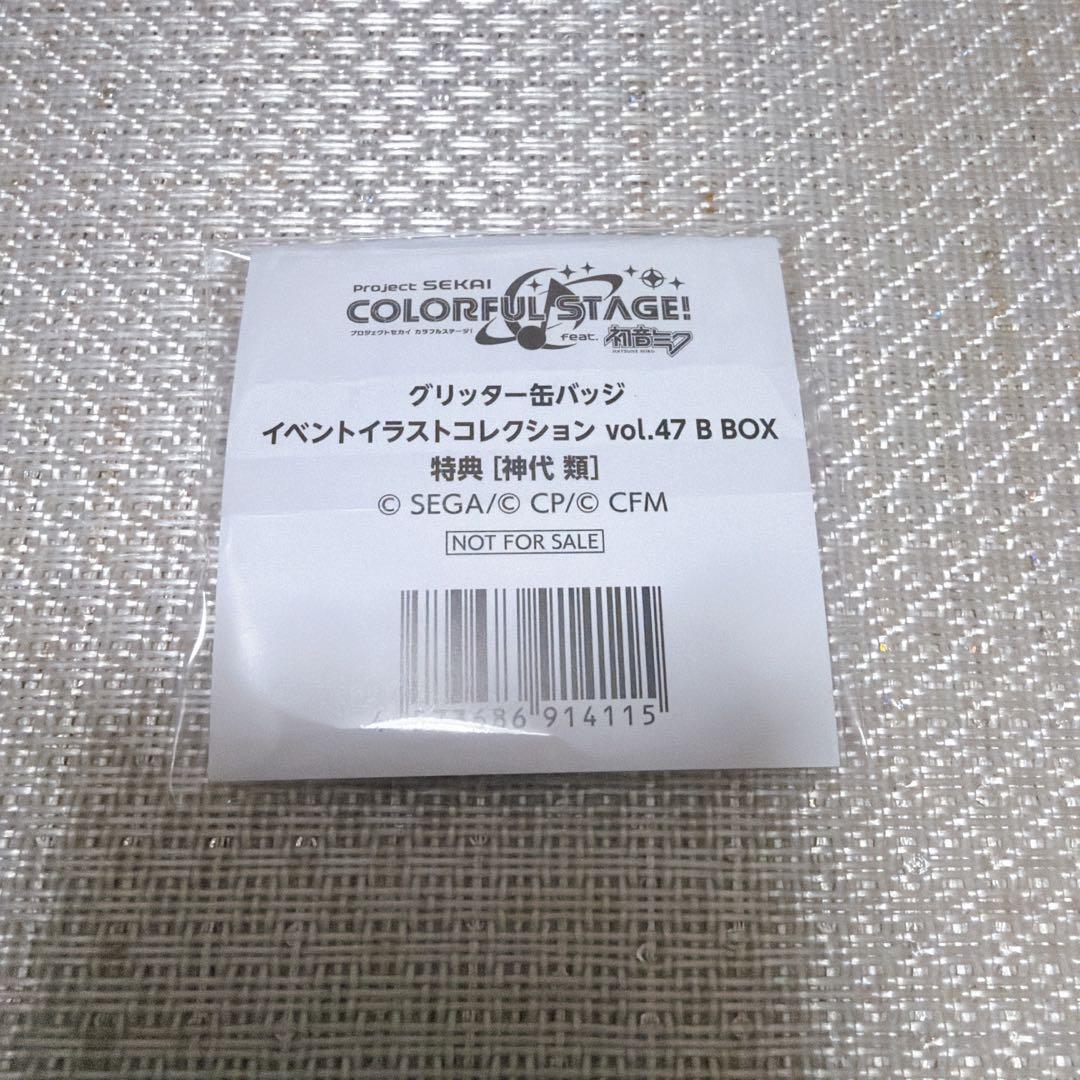 Project SEKAI
COLORFUL STAGE!
プロジェクトセカイ カラフルステージ!
feat. 初音ミク
HATSUNE MIKU
グリッター缶バッジ
イベントイラストコレクション vol.47 B BOX
特典 [神代 類]
© SEGA/© CP/© CFM
NOT FOR SALE
914115